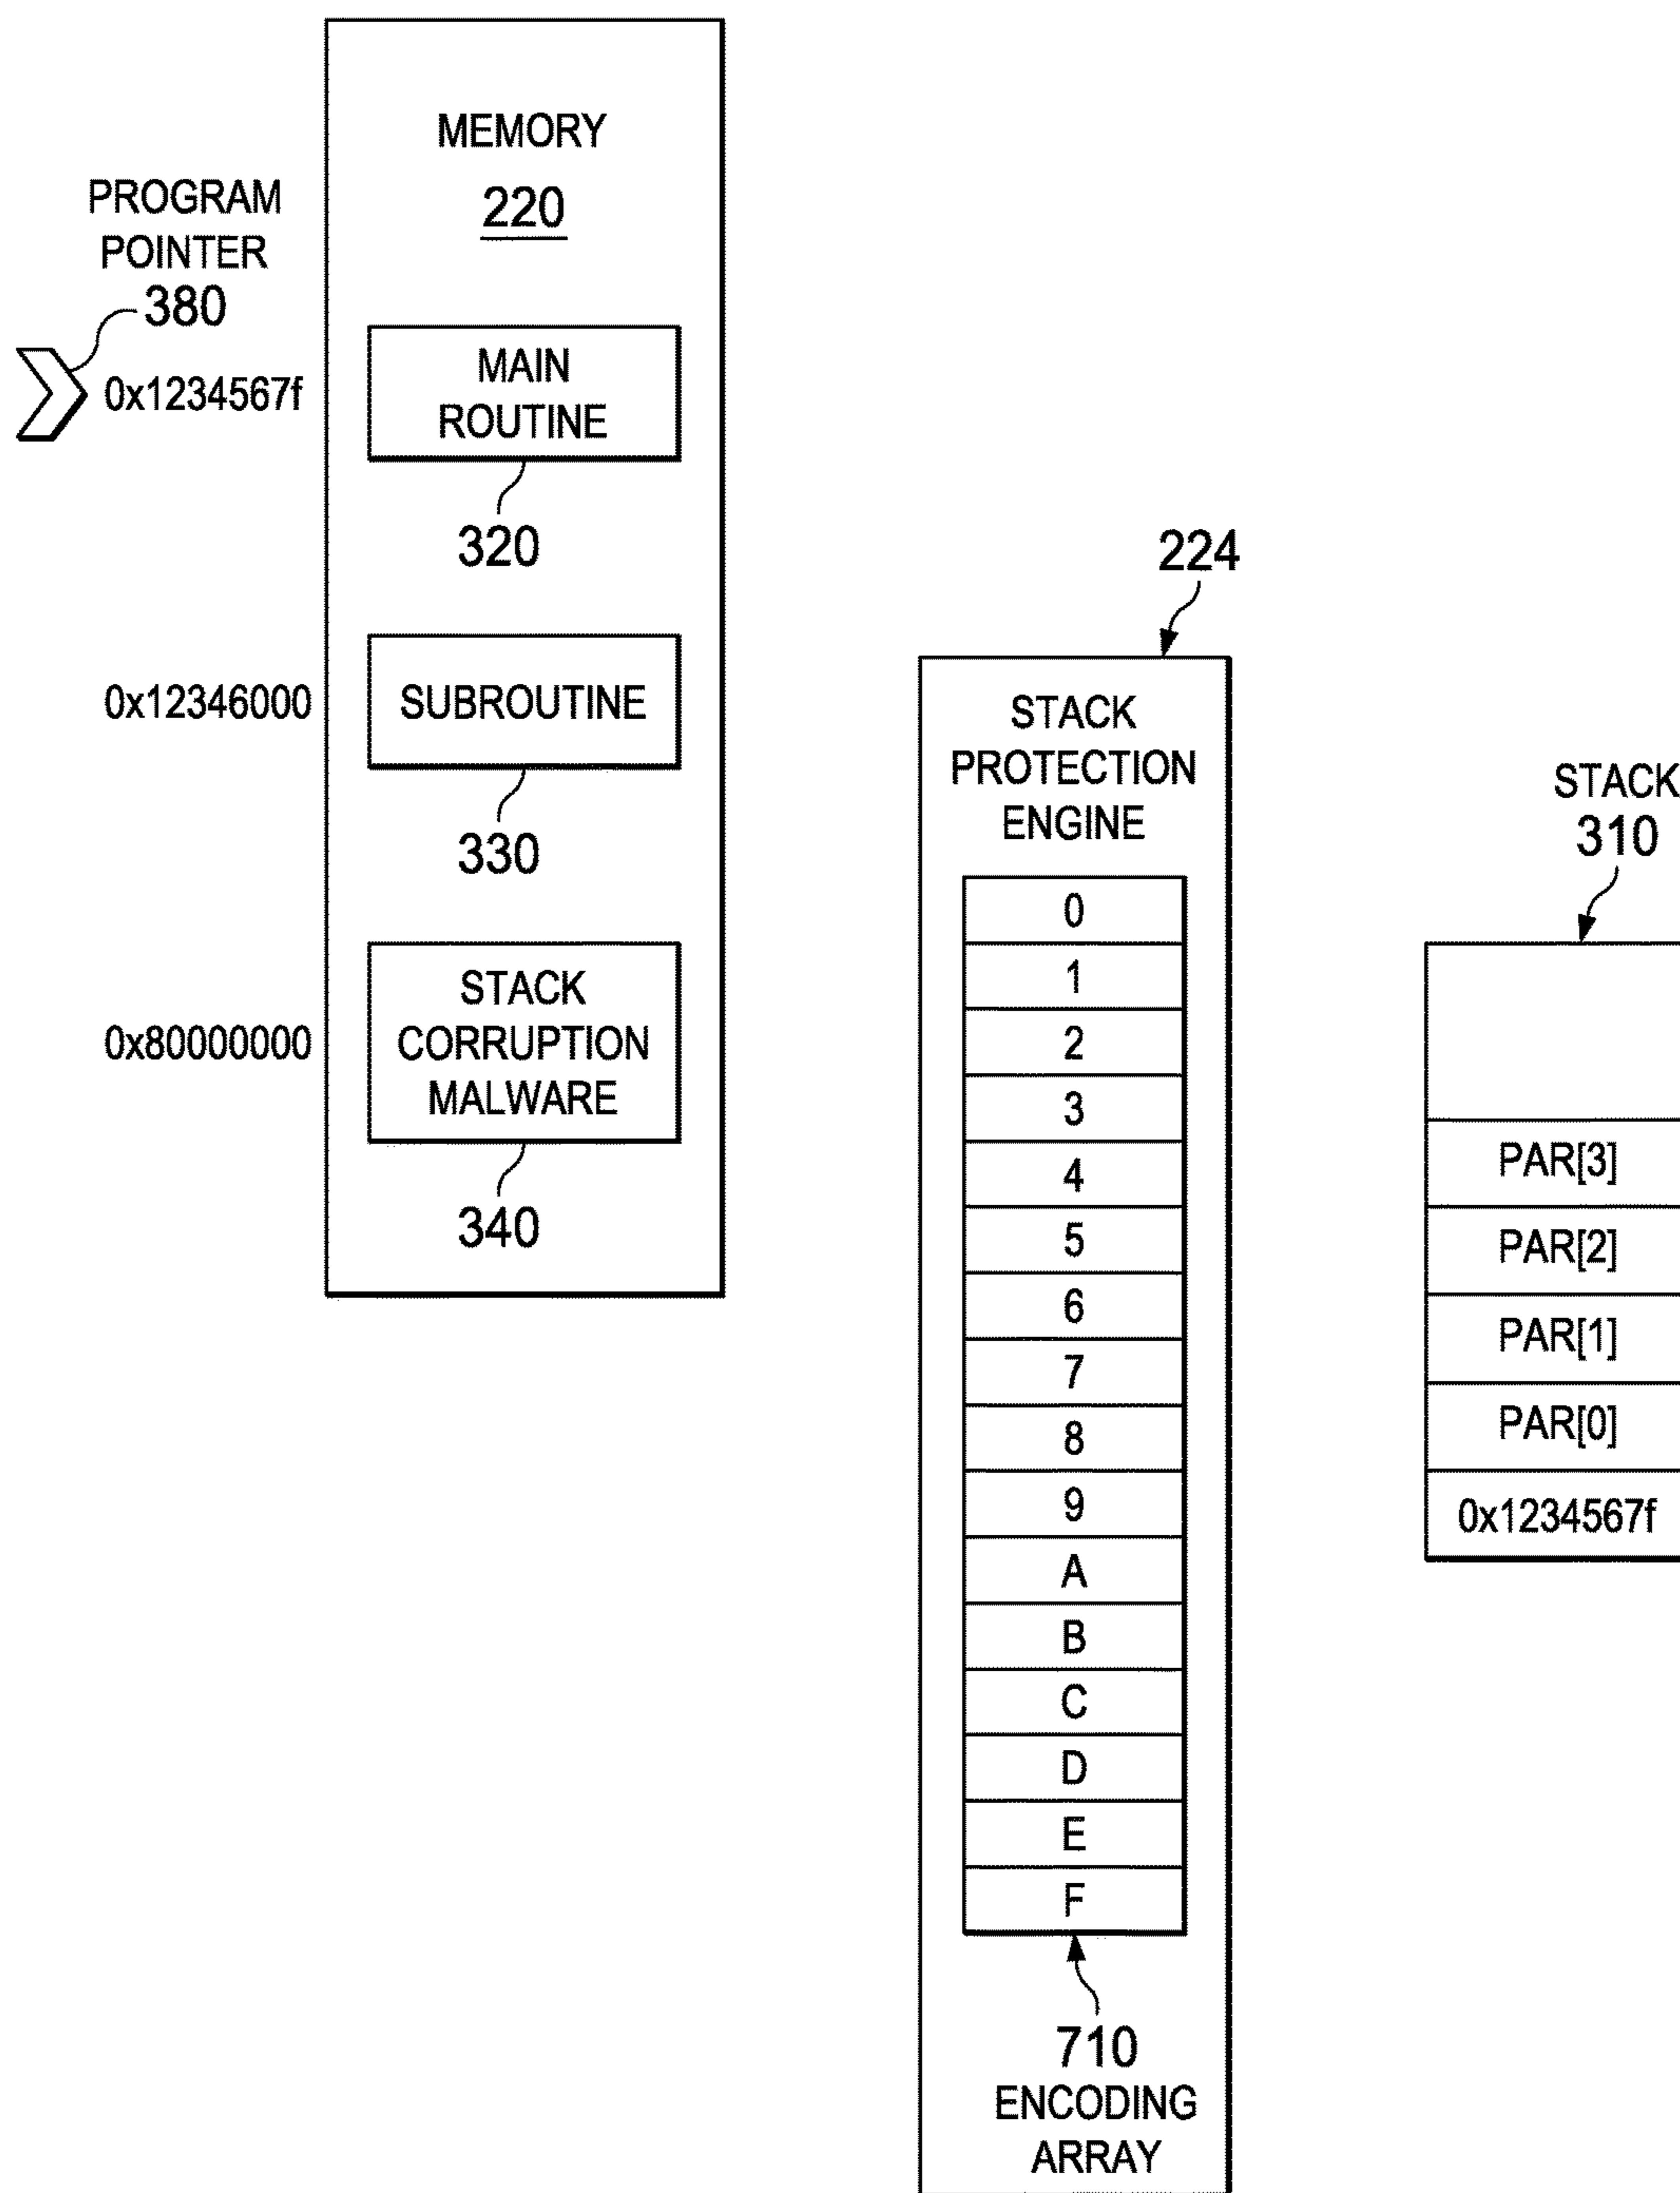 MEMORY
220
PROGRAM
POINTER
380
0x1234567f
MAIN
ROUTINE
320
0x12346000
SUBROUTINE
330
0x80000000
STACK
CORRUPTION
MALWARE
340
224
STACK
PROTECTION
ENGINE
0
1
2
3
4
5
6
7
8
9
A
B
C
D
E
F
710
ENCODING
ARRAY
STACK
310
PAR[3]
PAR[2]
PAR[1]
PAR[0]
0x1234567f